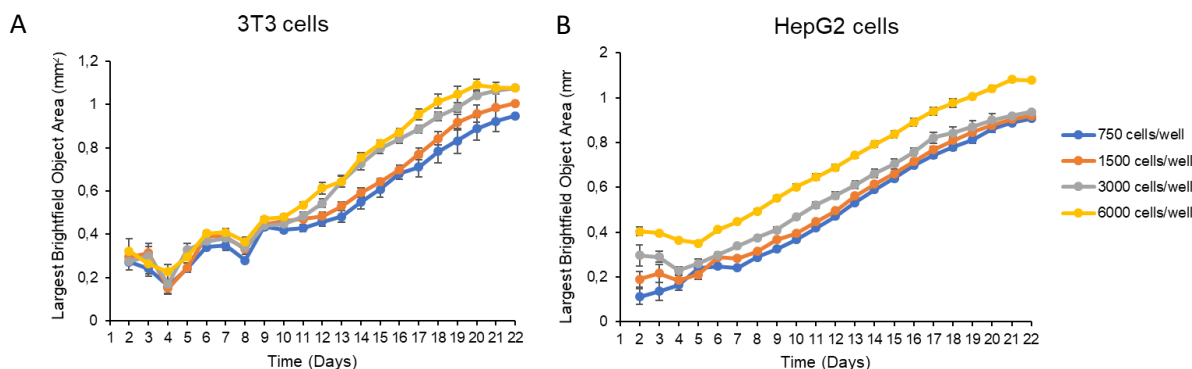 A
3T3 cells
Largest Brightfield Object Area (mm²)
1,2
1
0,8
0,6
0,4
0,2
0
1 2 3 4 5 6 7 8 9 10 11 12 13 14 15 16 17 18 19 20 21 22
Time (Days)
B
HepG2 cells
Largest Brightfield Object Area (mm
2
1
0,8
0,6
0,4
0,2
0
1 2 3 4 5 6 7 8 9 10 11 12 13 14 15 16 17 18 19 20 21 22
Time (Days)
750 cells/well
1500 cells/well
3000 cells/well
6000 cells/well